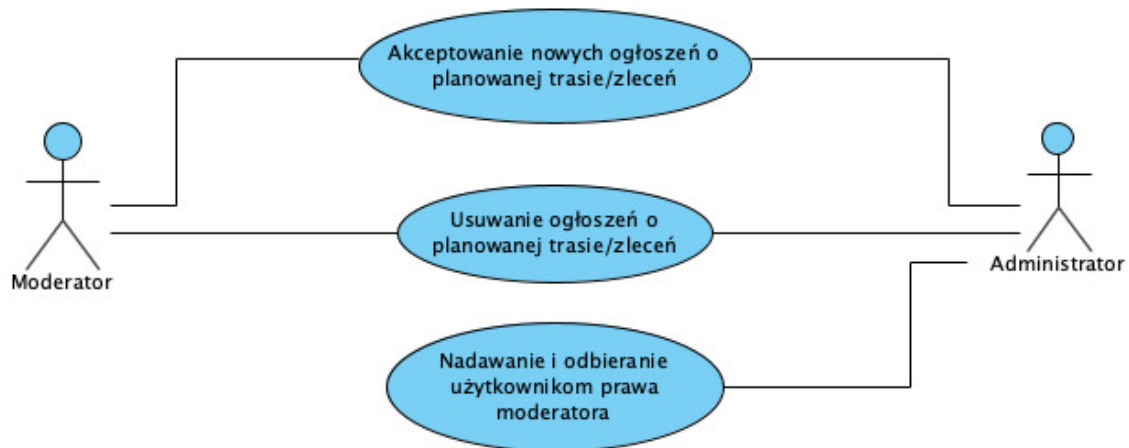 Akceptowanie nowych ogłoszeń o
planowanej trasie/zleceń
Usuwanie ogłoszeń o
planowanej trasie/zleceń
Moderator
Administrator
Nadawanie i odbieranie
użytkownikom prawa
moderatora